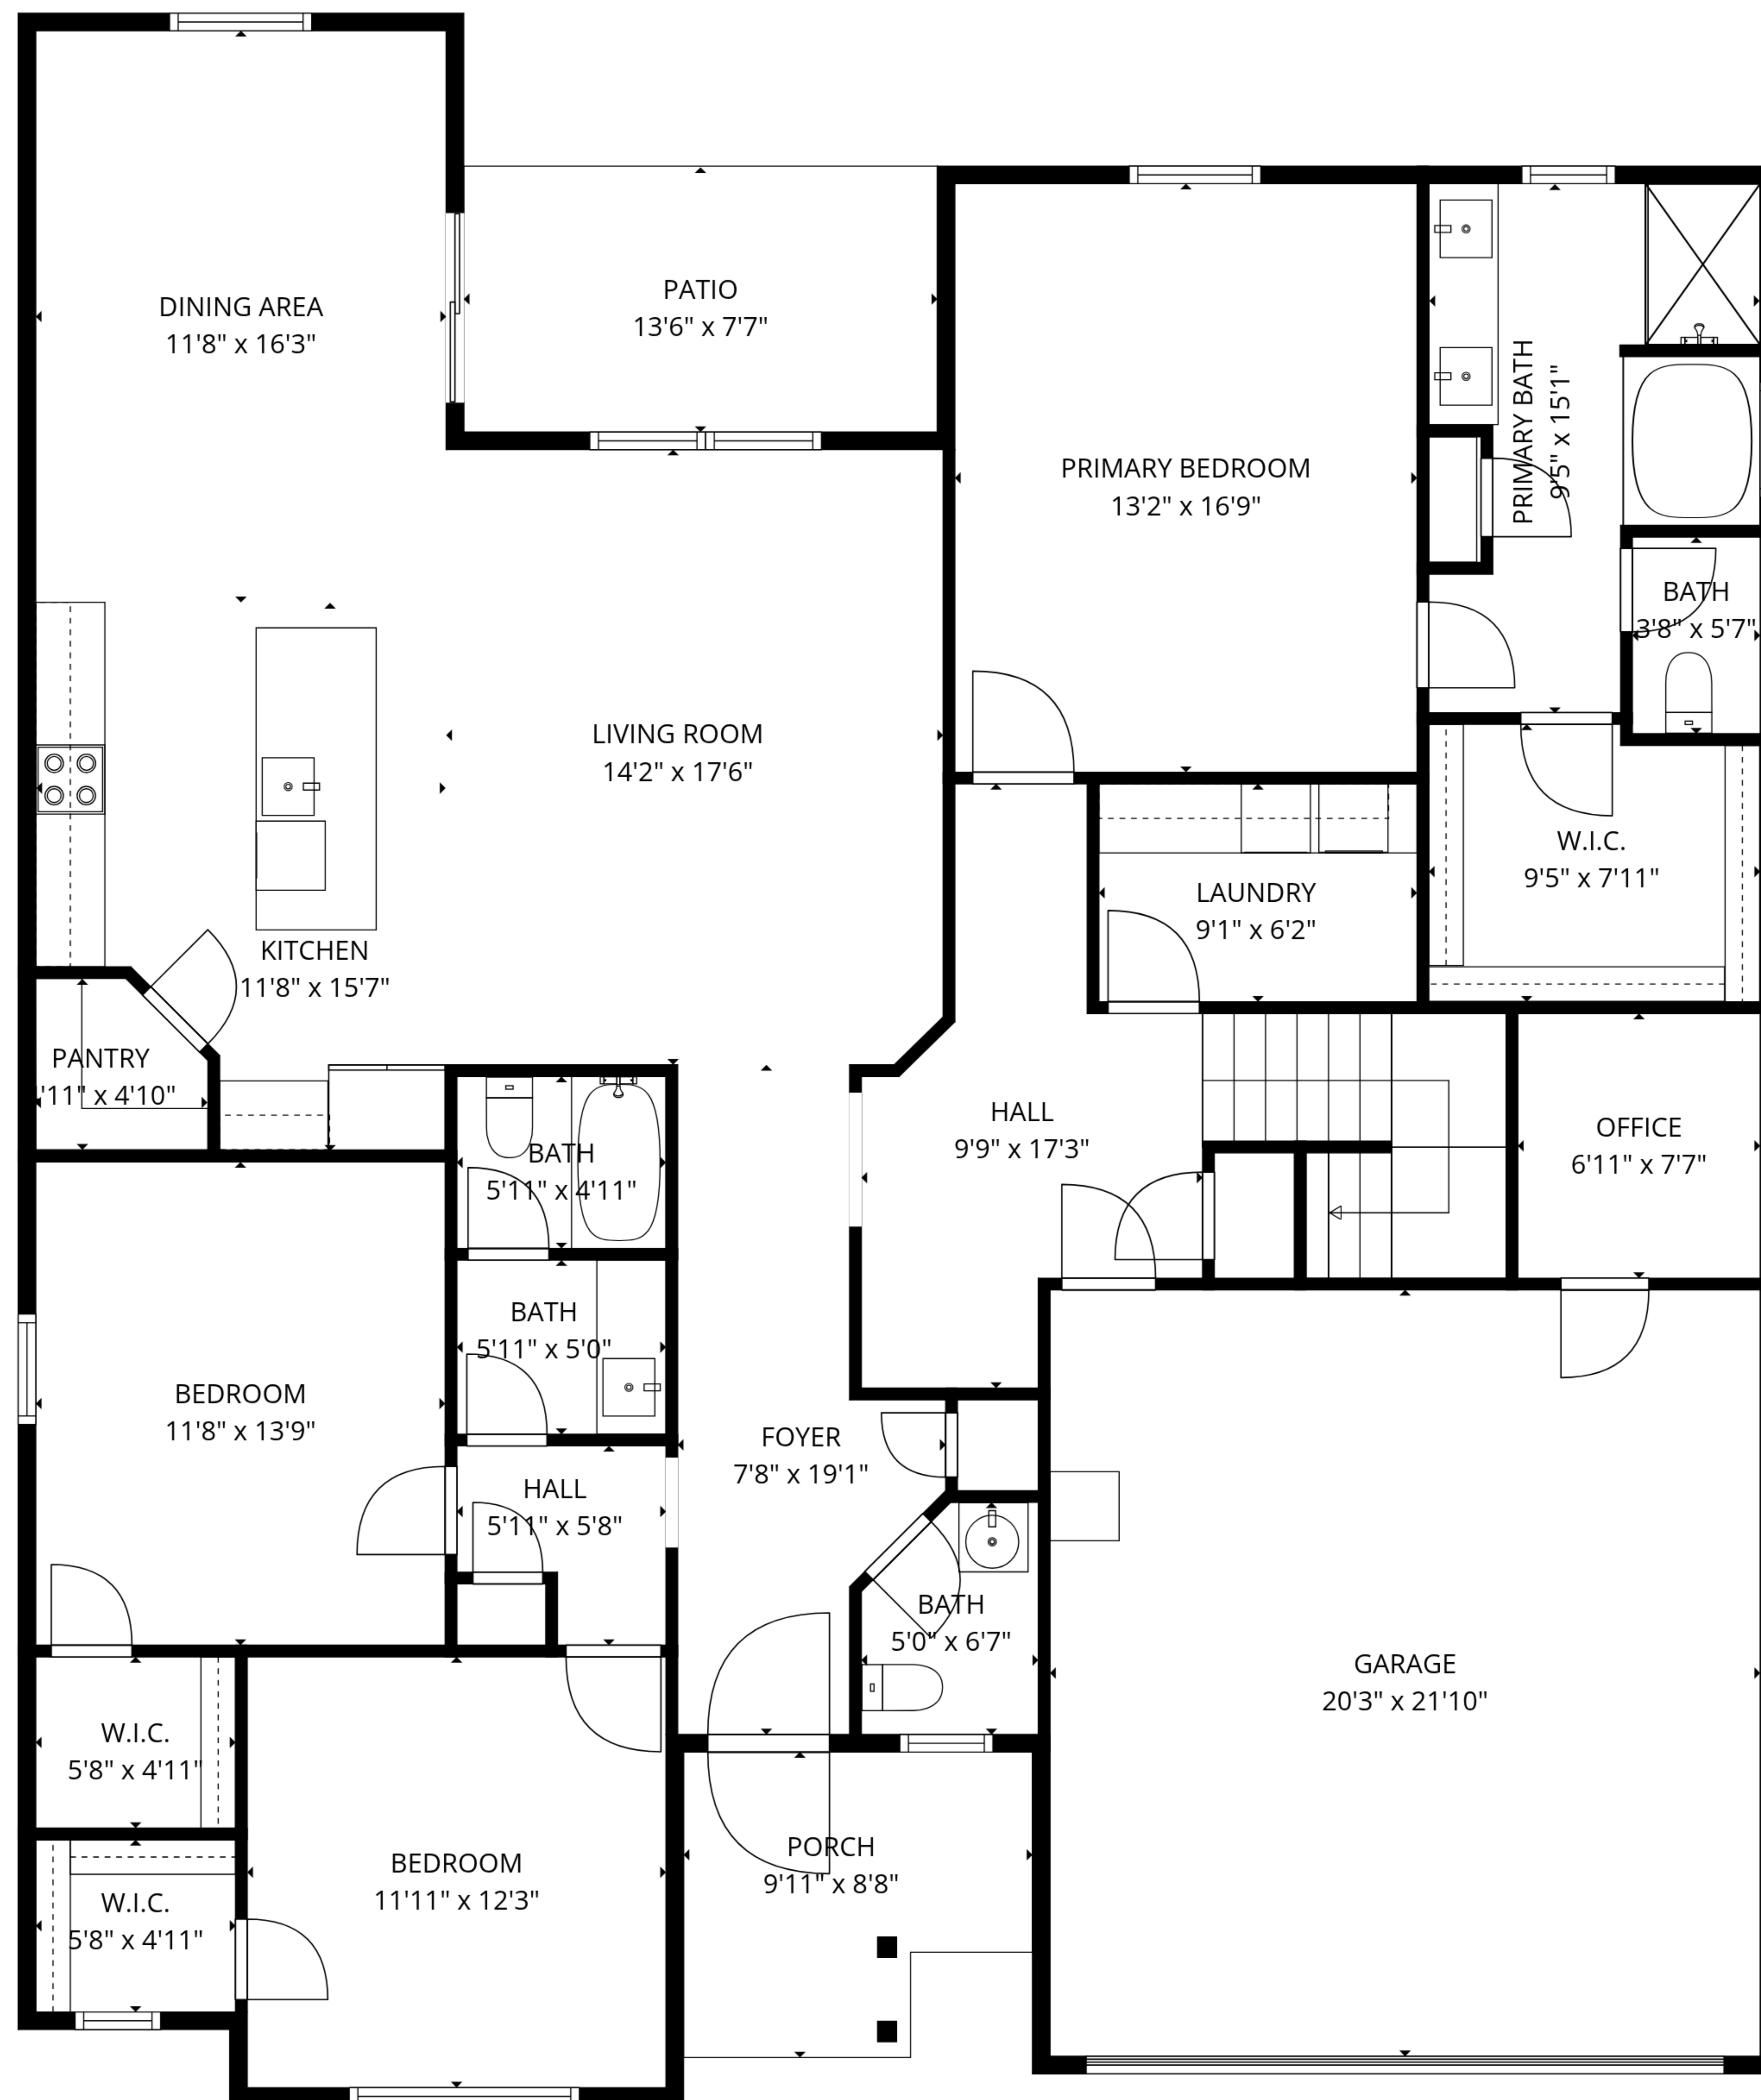 DINING AREA
11'8" x 16'3"
PATIO
13'6" x 7'7"
PRIMARY BEDROOM
13'2" x 16'9"
PRIMARY BATH
9'5" x 15'1"
BATH
3'8" x 5'7"
LIVING ROOM
14'2" x 17'6"
W.I.C.
9'5" x 7'11"
LAUNDRY
9'1" x 6'2"
KITCHEN
11'8" x 15'7"
PANTRY
'11" x 4'10"
HALL
9'9" x 17'3"
OFFICE
6'11" x 7'7"
BATH
5'11" x 4'11"
BATH
5'11" x 5'0"
BEDROOM
11'8" x 13'9"
FOYER
7'8" x 19'1"
HALL
5'11" x 5'8"
BATH
5'0" x 6'7"
GARAGE
20'3" x 21'10"
W.I.C.
5'8" x 4'11"
PORCH
9'11" x 8'8"
BEDROOM
11'11" x 12'3"
W.I.C.
5'8" x 4'11"